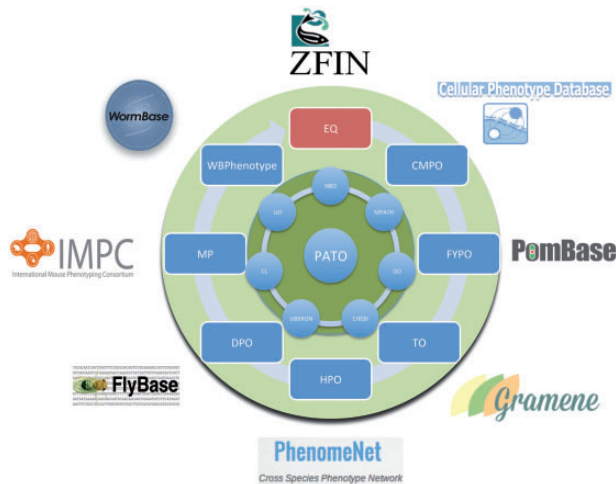 ZFIN
WormBase
Cellular Phenotype Database
EQ
WBPhenotype
CMPO
NBO
UO
MPATH
IMPC
International Mouse Phenotyping Consortium
MP
CL
PATO
GO
FYPO
PomBase
UBERON
CHEBI
DPO
TO
FlyBase
HPO
Gramene
PhenomeNet
Cross Species Phenotype Network